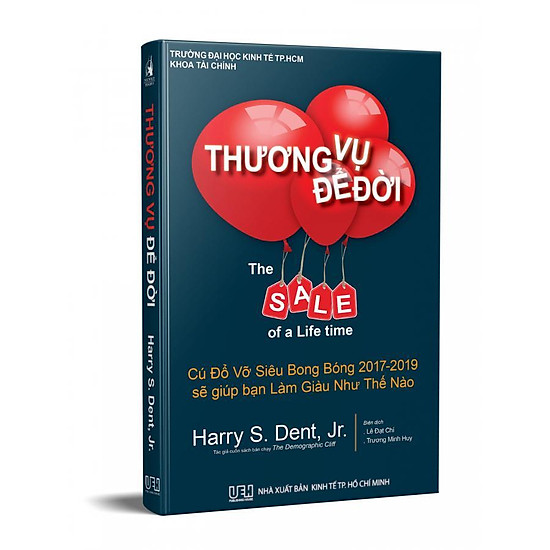 TRƯỜNG ĐẠI HỌC KINH TẾ TP.HCM
KHOA TÀI CHÍNH
THƯƠNG VỤ
ĐỂ ĐỜI
The
SALE
of a Life time
Cú Đổ Vỡ Siêu Bong Bóng 2017-2019
sẽ giúp bạn Làm Giàu Như Thế Nào
Harry S. Dent, Jr.
Tác giả cuốn sách bán chạy The Demographic Cliff
Biên dịch
. Lê Đạt Chí
. Trương Minh Huy
UEH
NHÀ XUẤT BẢN KINH TẾ TP. HỒ CHÍ MINH
THƯƠNG VỤ ĐỂ ĐỜI
Harry S. Dent, Jr.
UEH